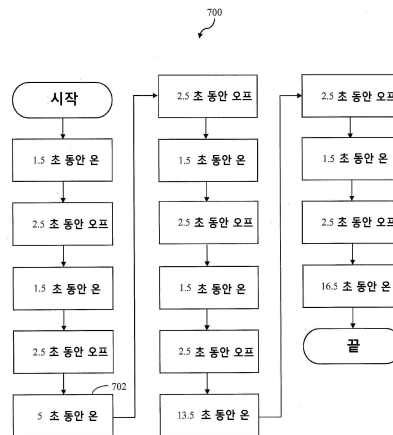 700
시작
1.5 초 동안 온
2.5 초 동안 오프
1.5 초 동안 온
2.5 초 동안 오프
702
5 초 동안 온
2.5 초 동안 오프
1.5 초 동안 온
2.5 초 동안 오프
1.5 초 동안 온
2.5 초 동안 오프
13.5 초 동안 온
2.5 초 동안 오프
1.5 초 동안 온
2.5 초 동안 오프
16.5 초 동안 온
끝